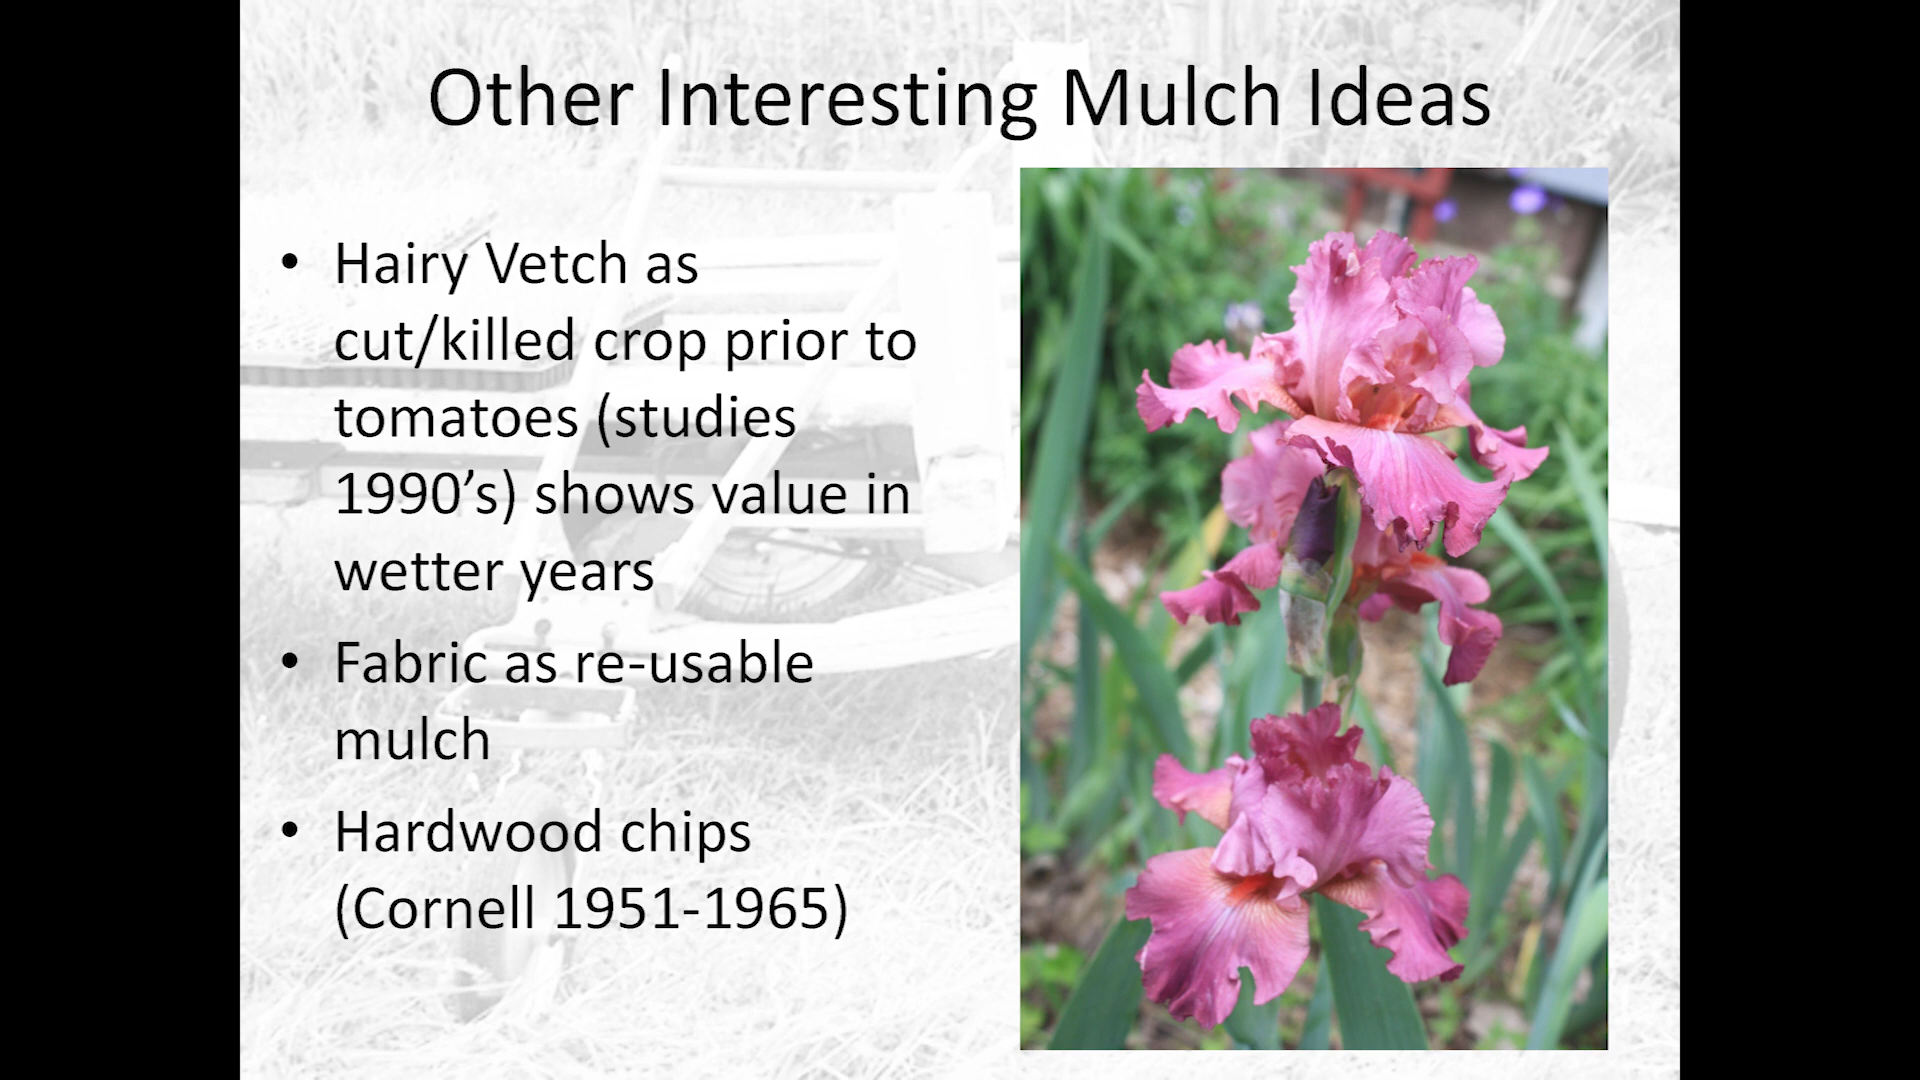 Other Interesting Mulch Ideas
• Hairy Vetch as
cut/killed crop prior to
tomatoes (studies
1990’s) shows value in
wetter years
• Fabric as re-usable
mulch
• Hardwood chips
(Cornell 1951-1965)